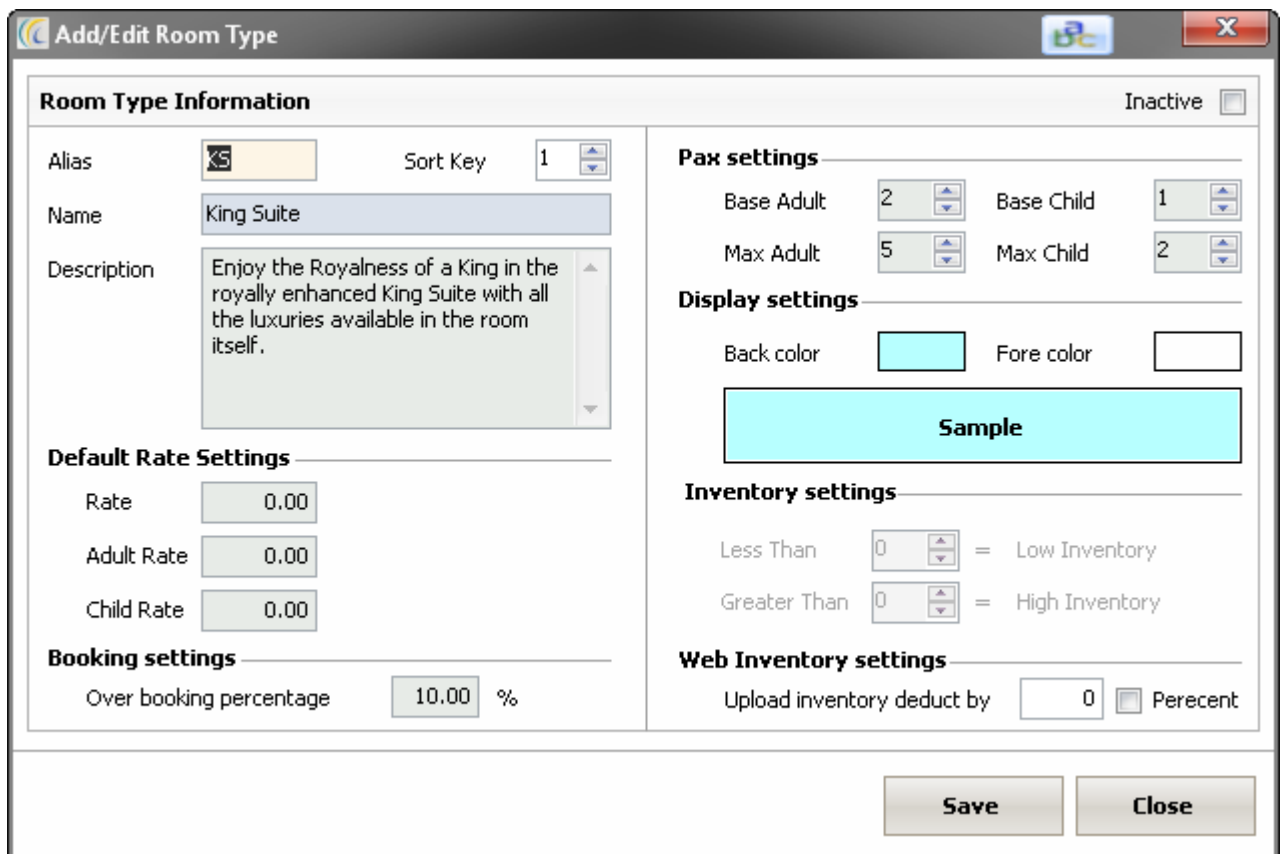 Add/Edit Room Type
abc
X
Room Type Information
Inactive
Alias KS Sort Key 1
Name King Suite
Description Enjoy the Royalness of a King in the
royally enhanced King Suite with all
the luxuries available in the room
itself.
Default Rate Settings
Rate 0.00
Adult Rate 0.00
Child Rate 0.00
Booking settings
Over booking percentage 10.00 %
Pax settings
Base Adult 2 Base Child 1
Max Adult 5 Max Child 2
Display settings
Back color Fore color
Sample
Inventory settings
Less Than 0 = Low Inventory
Greater Than 0 = High Inventory
Web Inventory settings
Upload inventory deduct by 0 Perecent
Save Close